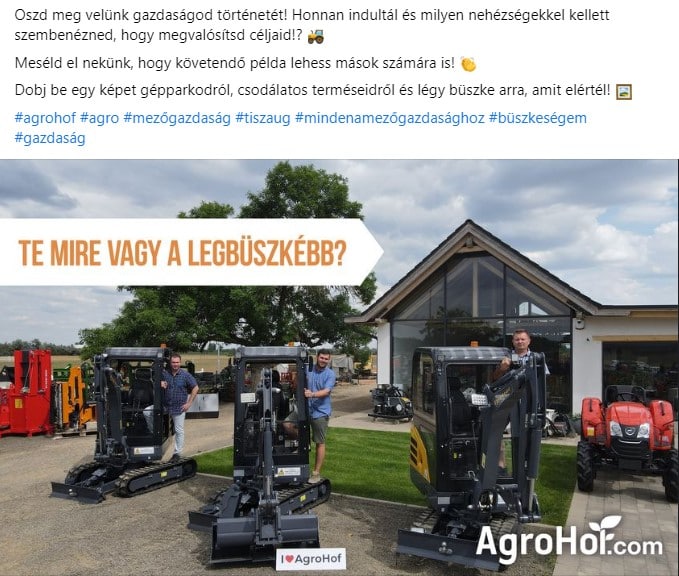 Oszd meg velünk gazdaságod történetét! Honnan indultál és milyen nehézségekkel kellett
szembenézned, hogy megvalósítsd céljaid!? 🚜
Meséld el nekünk, hogy követendő példa lehess mások számára is! 👏
Dobj be egy képet gépparkodról, csodálatos terméseidről és légy büszke arra, amit elértél! 🖼️
#agrohof #agro #mezőgazdaság #tiszaug #mindenamezőgazdasághoz #büszkeségem
#gazdaság
TE MIRE VAGY A LEGBÜSZKÉBB?
I❤AgroHof
AgroHof.com